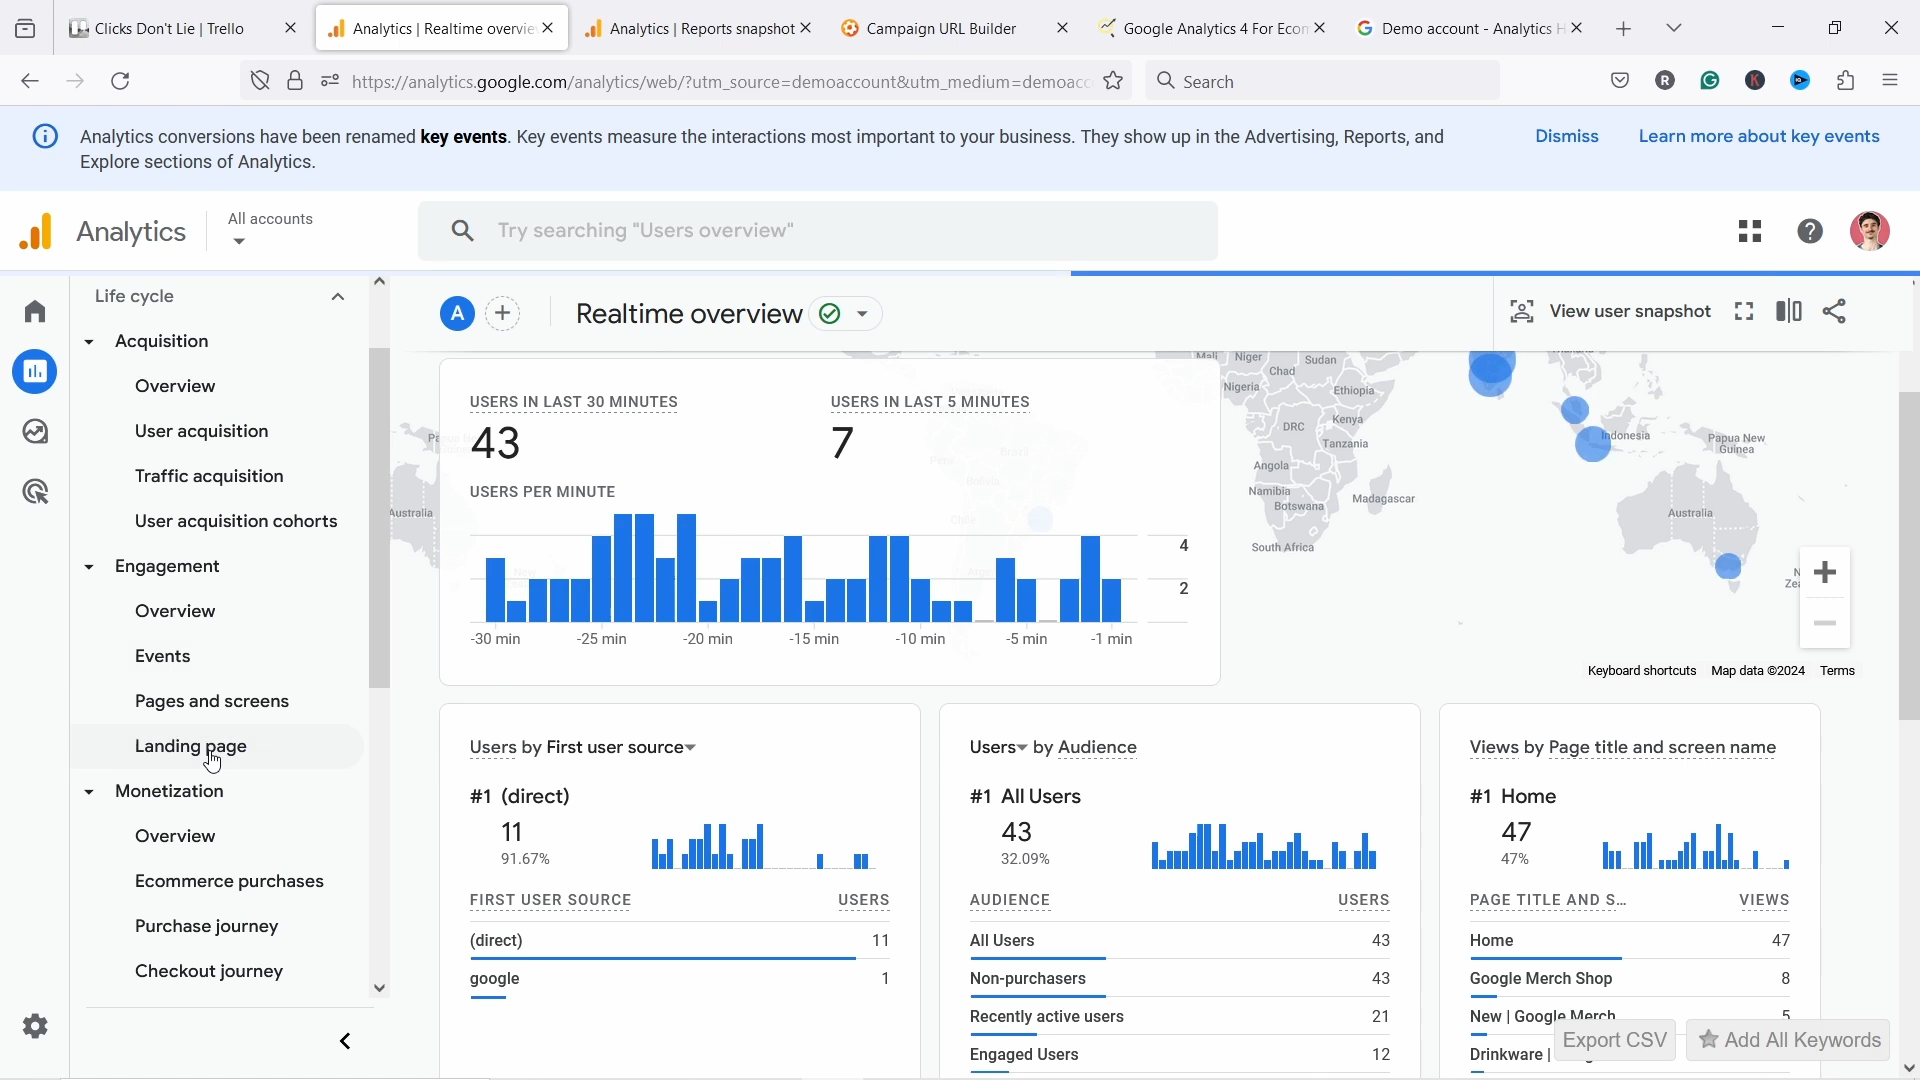 Clicks Don't Lie | Trello
Analytics | Realtime overvie
Analytics | Reports snapshot
Campaign URL Builder
Google Analytics 4 For Econ
Demo account - Analytics H
https://analytics.google.com/analytics/web/?utm_source=demoaccount&utm_medium=demoacc
Search
Analytics conversions have been renamed key events. Key events measure the interactions most important to your business. They show up in the Advertising, Reports, and
Explore sections of Analytics.
Dismiss
Learn more about key events
Analytics
All accounts
Try searching "Users overview"
Life cycle
Acquisition
Overview
User acquisition
Traffic acquisition
User acquisition cohorts
Engagement
Overview
Events
Pages and screens
Landing page
Monetization
Overview
Ecommerce purchases
Purchase journey
Checkout journey
A
Realtime overview
View user snapshot
USERS IN LAST 30 MINUTES
43
USERS IN LAST 5 MINUTES
7
USERS PER MINUTE
4
2
-30 min
-25 min
-20 min
-15 min
-10 min
-5 min
-1 min
Mali
Niger
Chad
Sudan
Nigeria
Ethiopia
DRC
Kenya
Tanzania
Angola
Namibia
Botswana
Madagascar
South Africa
Indonesia
Papua New
Guinea
Australia
Australia
Keyboard shortcuts
Map data ©2024
Terms
Users by First user source
#1 (direct)
11
91.67%
FIRST USER SOURCE
USERS
(direct)
11
google
1
Users by Audience
#1 All Users
43
32.09%
AUDIENCE
USERS
All Users
43
Non-purchasers
43
Recently active users
21
Engaged Users
12
Views by Page title and screen name
#1 Home
47
47%
PAGE TITLE AND S…
VIEWS
Home
47
Google Merch Shop
8
New | Google Merch
5
Drinkware |
Export CSV
Add All Keywords